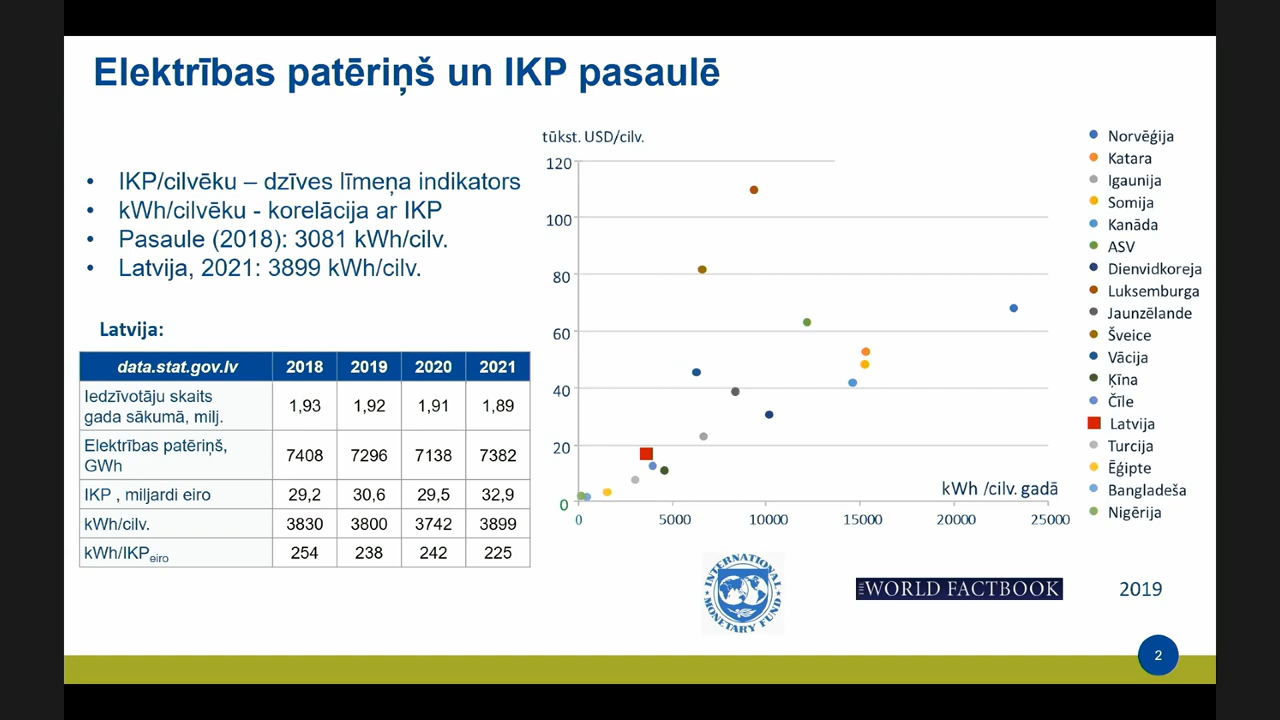 Elektrības patēriņš un IKP pasaulē
• IKP/cilvēku – dzīves līmeņa indikators
• kWh/cilvēku - korelācija ar IKP
• Pasaule (2018): 3081 kWh/cilv.
• Latvija, 2021: 3899 kWh/cilv.
Latvija:
data.stat.gov.lv 2018 2019 2020 2021
Iedzīvotāju skaits
gada sākumā, milj. 1,93 1,92 1,91 1,89
Elektrības patēriņš,
GWh 7408 7296 7138 7382
IKP , miljardi eiro 29,2 30,6 29,5 32,9
kWh/cilv. 3830 3800 3742 3899
kWh/IKPeiro 254 238 242 225
tūkst. USD/cilv.
120
100
80
60
40
20
0
0 5000 10000 15000 20000 25000
kWh /cilv. gadā
Norvēģija
Katara
Igaunija
Somija
Kanāda
ASV
Dienvidkoreja
Luksemburga
Jaunzēlande
Šveice
Vācija
Ķīna
Čīle
Latvija
Turcija
Ēģipte
Bangladeša
Nigērija
INTERNATIONAL
MONETARY FUND
THE WORLD FACTBOOK
2019
2